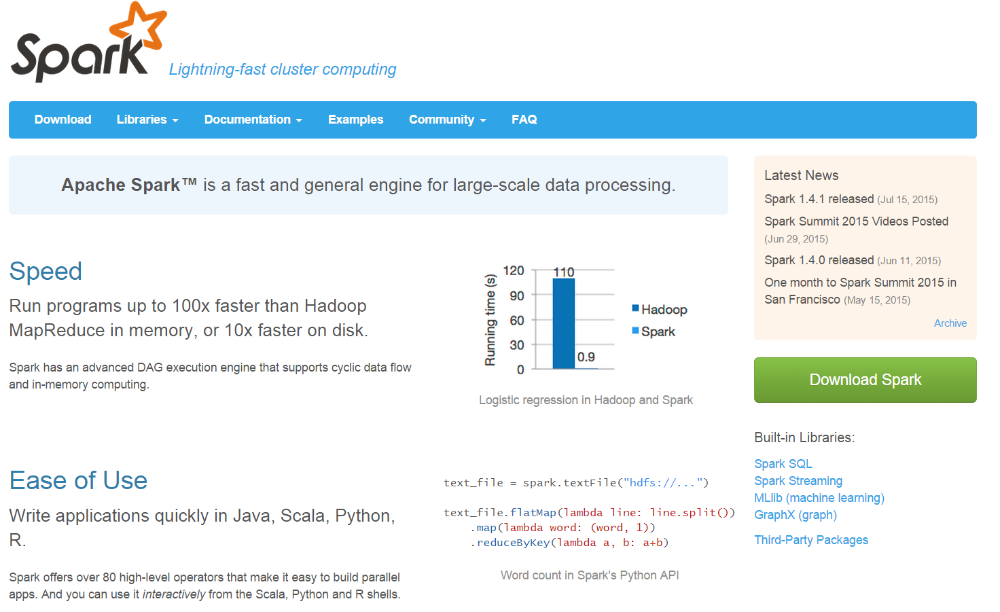 Spark
Lightning-fast cluster computing
Download Libraries Documentation Examples Community FAQ
Apache Spark™ is a fast and general engine for large-scale data processing.
Speed
Run programs up to 100x faster than Hadoop
MapReduce in memory, or 10x faster on disk.
Spark has an advanced DAG execution engine that supports cyclic data flow
and in-memory computing.
Running time (s)
120
90
60
30
0
110
0.9
Hadoop
Spark
Logistic regression in Hadoop and Spark
Ease of Use
Write applications quickly in Java, Scala, Python,
R.
Spark offers over 80 high-level operators that make it easy to build parallel
apps. And you can use it interactively from the Scala, Python and R shells.
text_file = spark.textFile("hdfs://...")
text_file.flatMap(lambda line: line.split())
.map(lambda word: (word, 1))
.reduceByKey(lambda a, b: a+b)
Word count in Spark's Python API
Latest News
Spark 1.4.1 released (Jul 15, 2015)
Spark Summit 2015 Videos Posted
(Jun 29, 2015)
Spark 1.4.0 released (Jun 11, 2015)
One month to Spark Summit 2015 in
San Francisco (May 15, 2015)
Archive
Download Spark
Built-in Libraries:
Spark SQL
Spark Streaming
MLlib (machine learning)
GraphX (graph)
Third-Party Packages